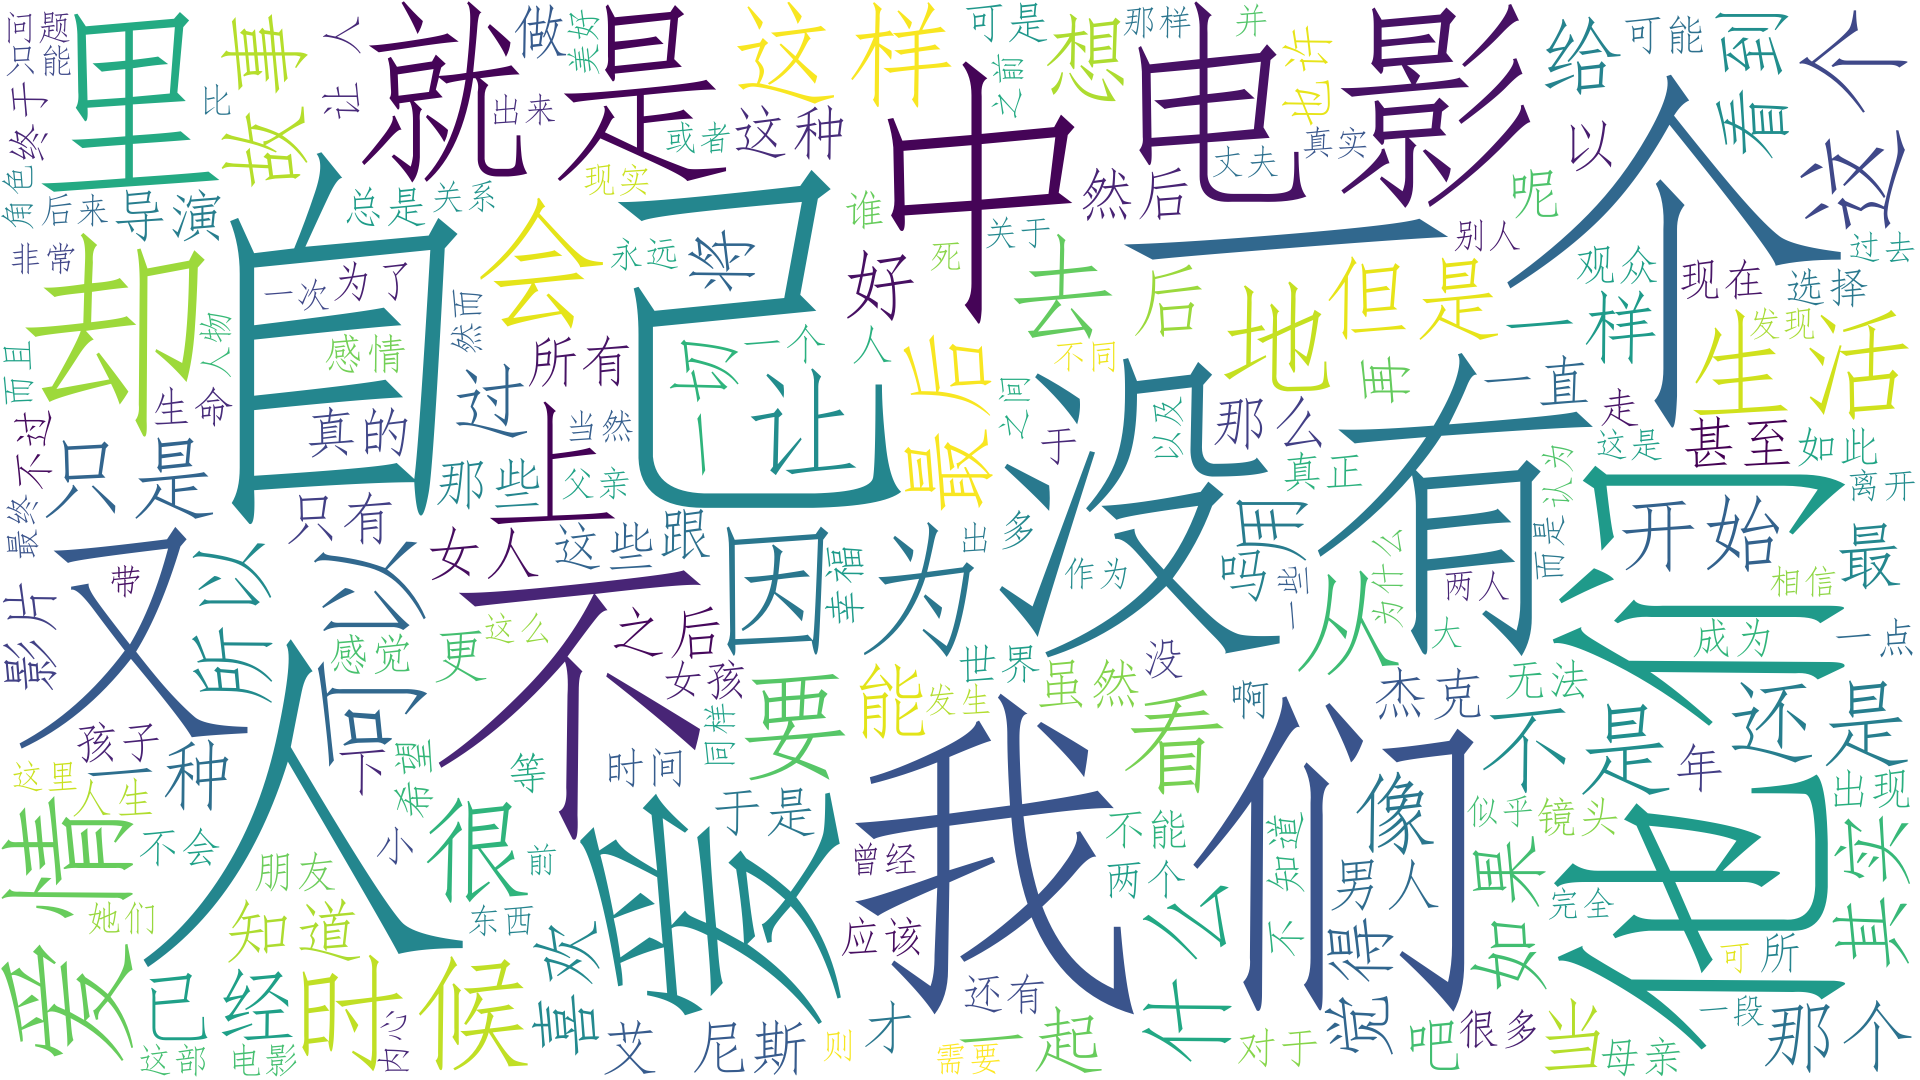 问题
只能
终于
比
角色
后来
导演
非常
里
故事
人
让
就是
做
美好
出来
总是
关系
现实
或者
这种
这样
可是
之前
想
那样
并
也许
真实
丈夫
电影
中
然后
给
可能
以
呢
看到
这个
一个
过去
别人
关于
谁
死
永远
将
会
然而
却
自己
一次
为了
人物
感情
而且
生命
不过
真的
过
所有
一切
一个
人
让
好
去
后
地
但是
观众
现在
选择
一样
发现
生活
不同
再
最后
之间
于
那么
以及
真正
一直
走
这是
甚至
如此
认为
离开
没有
他们
只是
只有
那些
上
当然
父亲
女人
这些
跟
因为
出
多
作为
用
吗
一些
为什么
两人
而是
开始
最
相信
最终
影片
又
带
所以
可以
不
之后
感觉
更
这么
女孩
幸福
世界
没
虽然
从
大
成为
一点
无法
杰克
还是
不是
年
啊
看
能
发生
要
同样
时间
等
希望
下
孩子
一种
这里
人生
人
我们
爱
于是
很
小
不会
爱情
朋友
她们
知道
前
东西
喜欢
曾经
应该
不能
两个
不
知道
男人
像
似乎
镜头
出现
其实
完全
如果
觉得
什么
还有
可
所
已经
时候
艾
尼斯
则
才
需要
一起
对于
吧
很多
当
母亲
一段
那个
这部
电影
内心